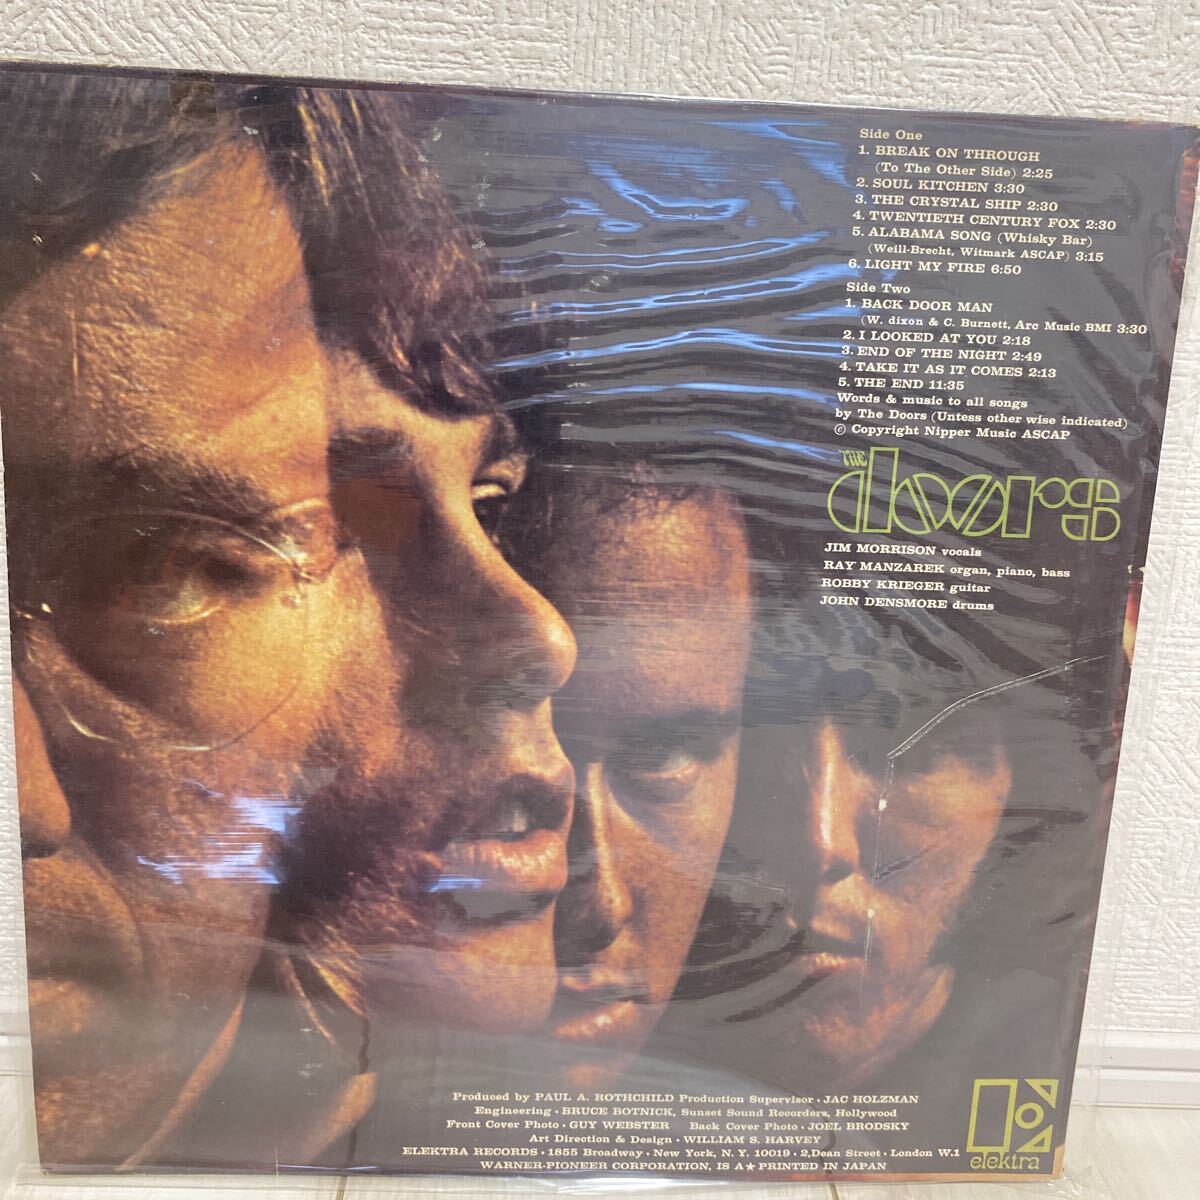 Side One
1. BREAK ON THROUGH
(To The Other Side) 2:25
2. SOUL KITCHEN 3:30
3. THE CRYSTAL SHIP 2:30
4. TWENTIETH CENTURY FOX 2:30
5. ALABAMA SONG (Whisky Bar)
(Weill-Brecht, Witmark ASCAP) 3:15
6. LIGHT MY FIRE 6:50
Side Two
1. BACK DOOR MAN
(W. dixon & C. Burnett, Arc Music BMI 3:30
2. I LOOKED AT YOU 2:18
3. END OF THE NIGHT 2:49
4. TAKE IT AS IT COMES 2:13
5. THE END 11:35
Words & music to all songs
by The Doors (Untess other wise indicated)
© Copyright Nipper Music ASCAP
THE
doors
JIM MORRISON vocals
RAY MANZAREK organ, piano, bass
ROBBY KRIEGER guitar
JOHN DENSMORE drums
Produced by PAUL A. ROTHCHILD Production Supervisor · JAC HOLZMAN
Engineering · BRUCE BOTNICK, Sunset Sound Recorders, Hollywood
Front Cover Photo · GUY WEBSTER Back Cover Photo · JOEL BRODSKY
Art Direction & Design · WILLIAM S. HARVEY
ELEKTRA RECORDS · 1855 Broadway · New York, N. Y. 10019 · 2,Dean Street · London W.1
WARNER-PIONEER CORPORATION, IS A★PRINTED IN JAPAN
elektra